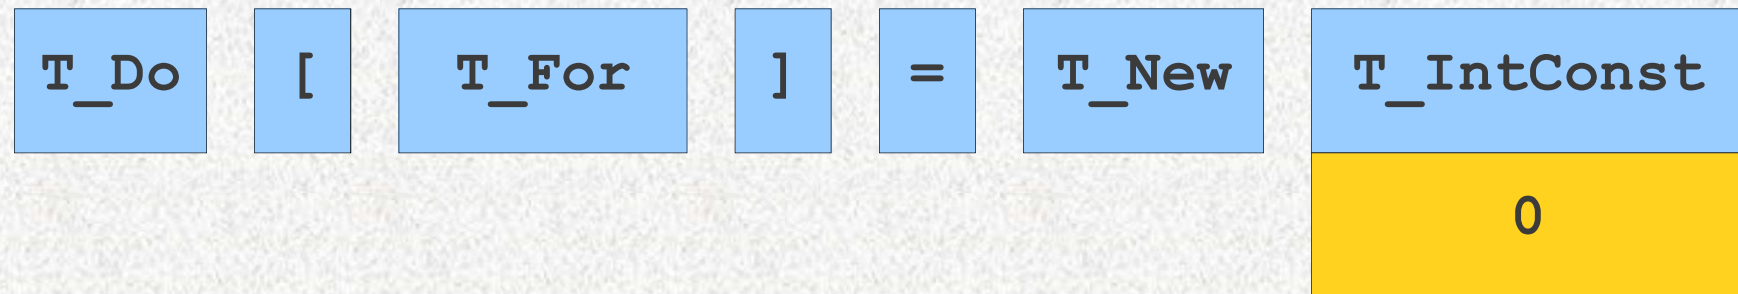 T_Do [ T_For ] = T_New T_IntConst
0